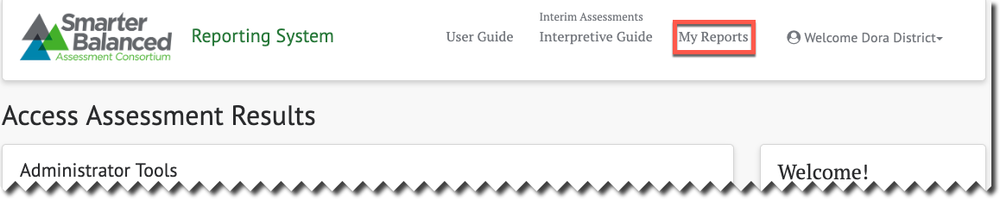 Smarter
Balanced
Assessment Consortium
Reporting System
User Guide
Interim Assessments
Interpretive Guide
My Reports
Welcome Dora District
Access Assessment Results
Administrator Tools
Welcome!